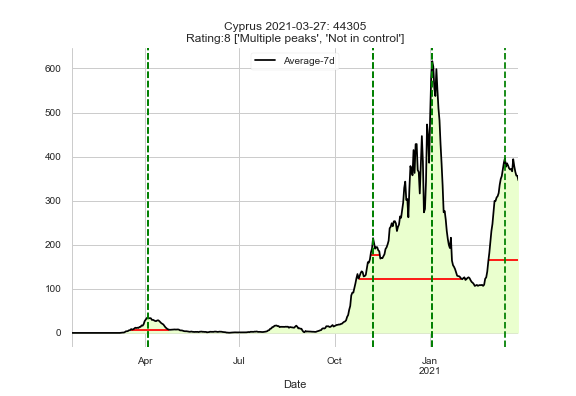 Cyprus 2021-03-27: 44305
Rating:8 ['Multiple peaks', 'Not in control']
Average-7d
600
500
400
300
200
100
0
Apr
Jul
Oct
Jan
2021
Date